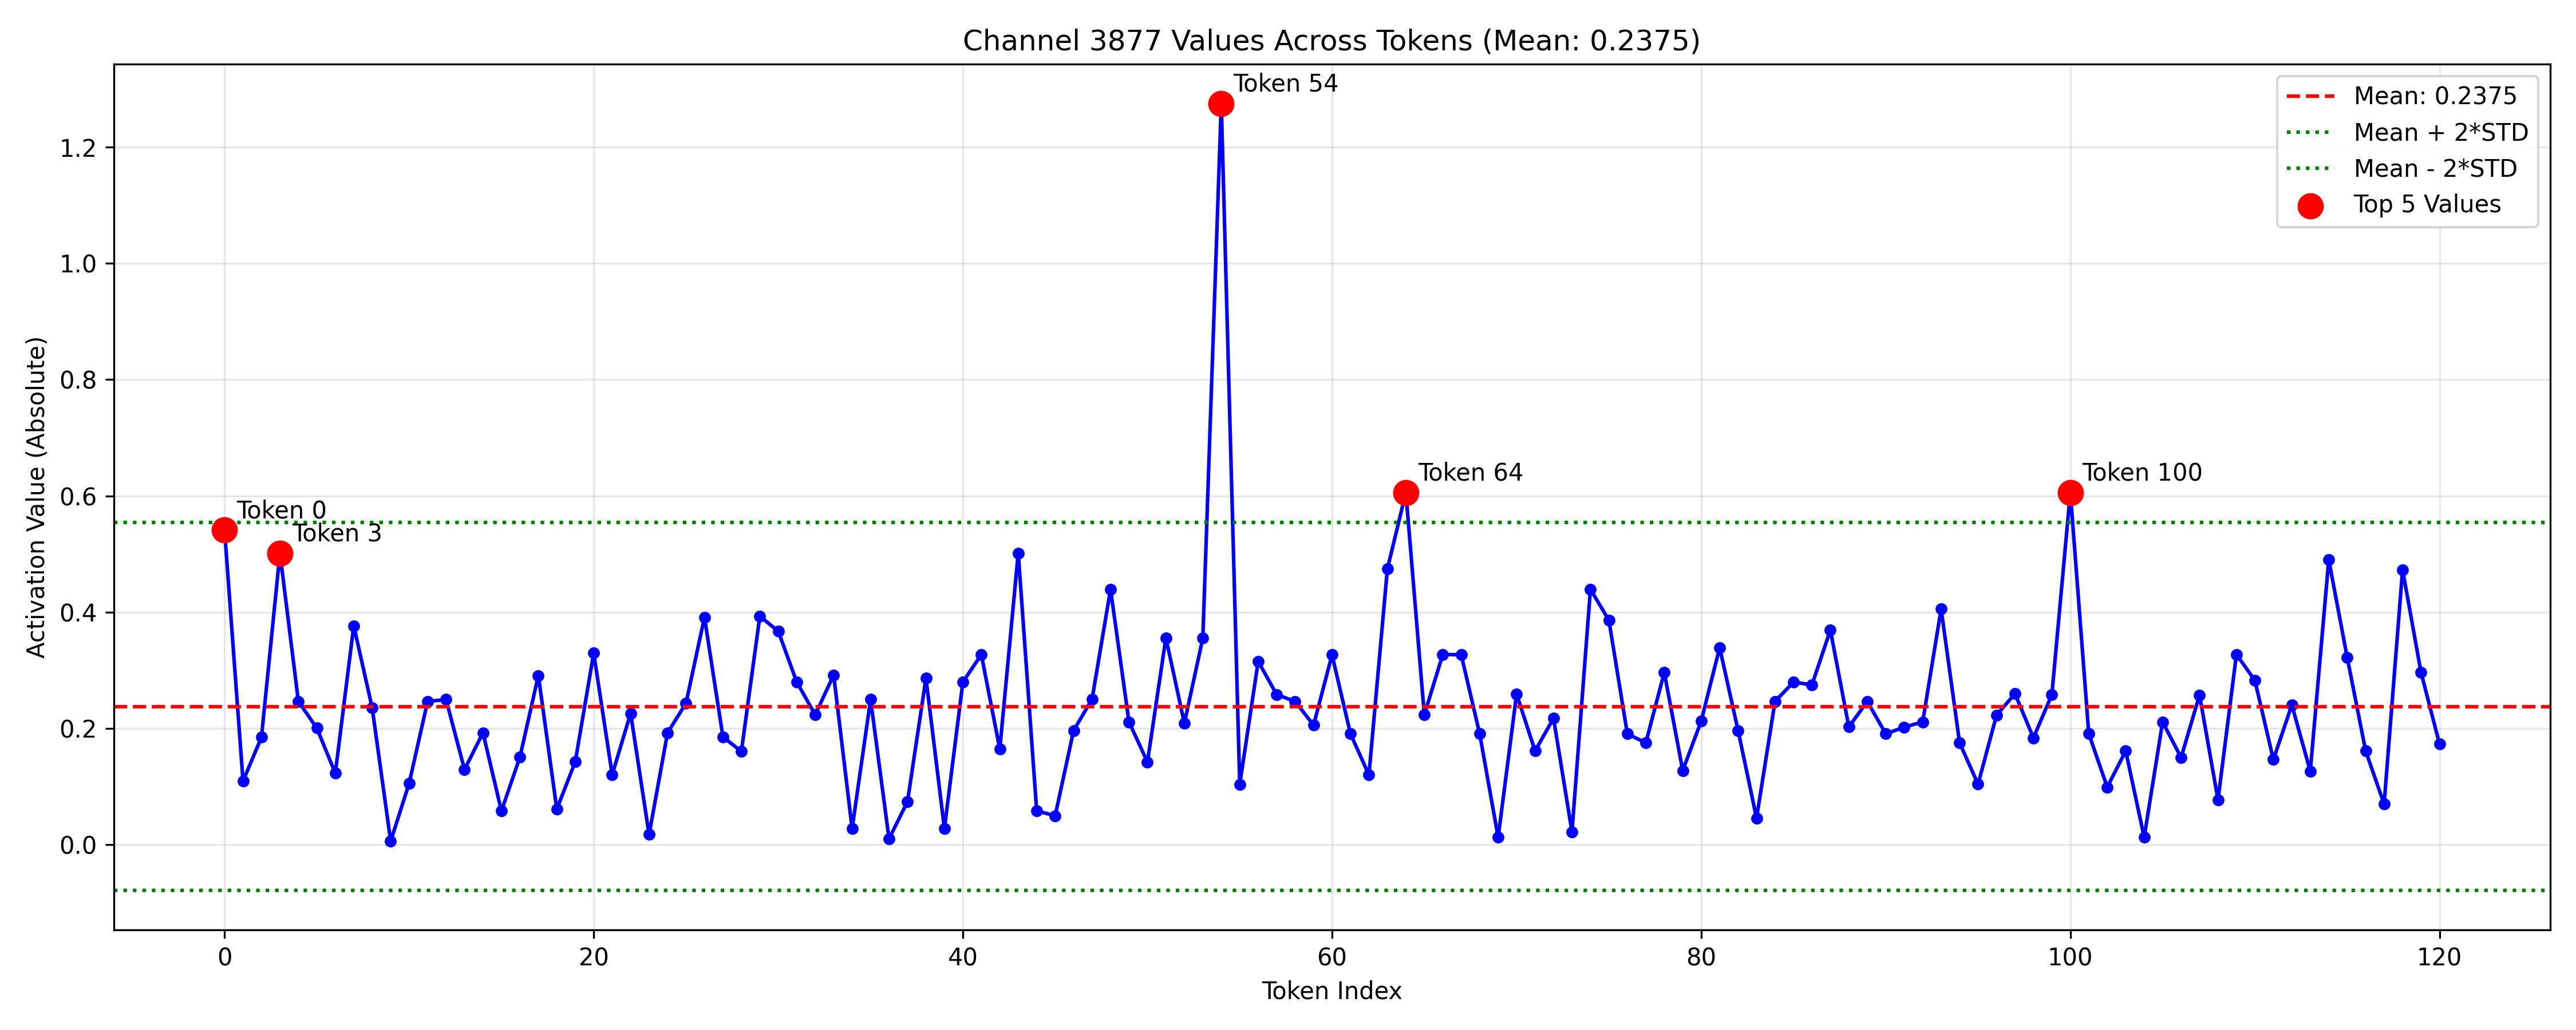 Channel 3877 Values Across Tokens (Mean: 0.2375)
Mean: 0.2375
Mean + 2*STD
Mean - 2*STD
Top 5 Values
Token 54
Token 64
Token 100
Token 0
Token 3
Activation Value (Absolute)
1.2
1.0
0.8
0.6
0.4
0.2
0.0
0 20 40 60 80 100 120
Token Index